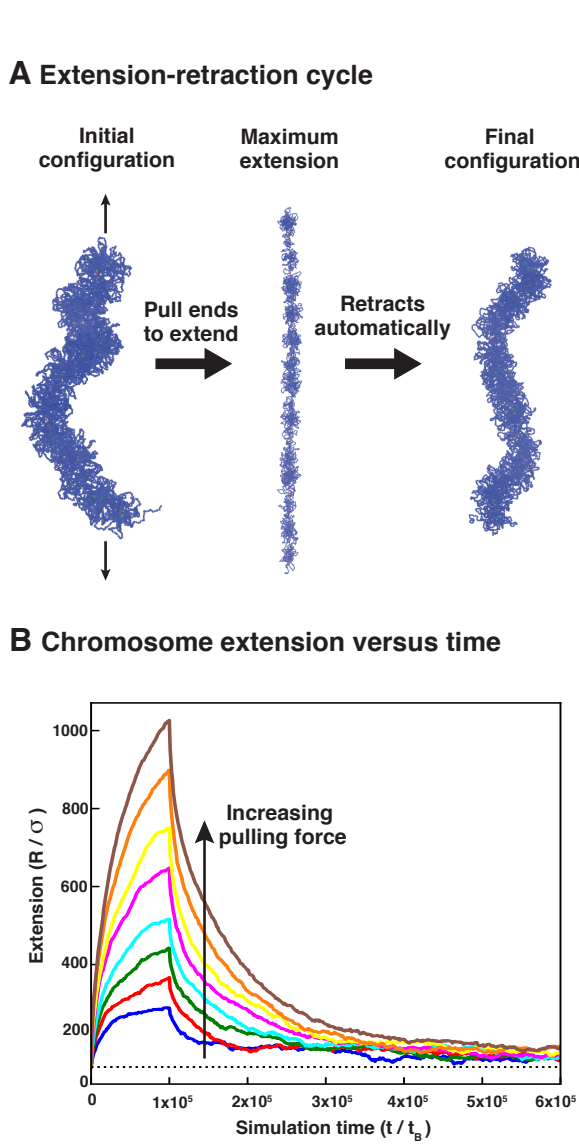 A Extension-retraction cycle
Initial
configuration
Maximum
extension
Final
configuration
Pull ends
to extend
Retracts
automatically
B Chromosome extension versus time
Extension (R / σ)
1000
800
600
400
200
0
Increasing
pulling force
0 1x10⁵ 2x10⁵ 3x10⁵ 4x10⁵ 5x10⁵ 6x10⁵
Simulation time (t / t_B)